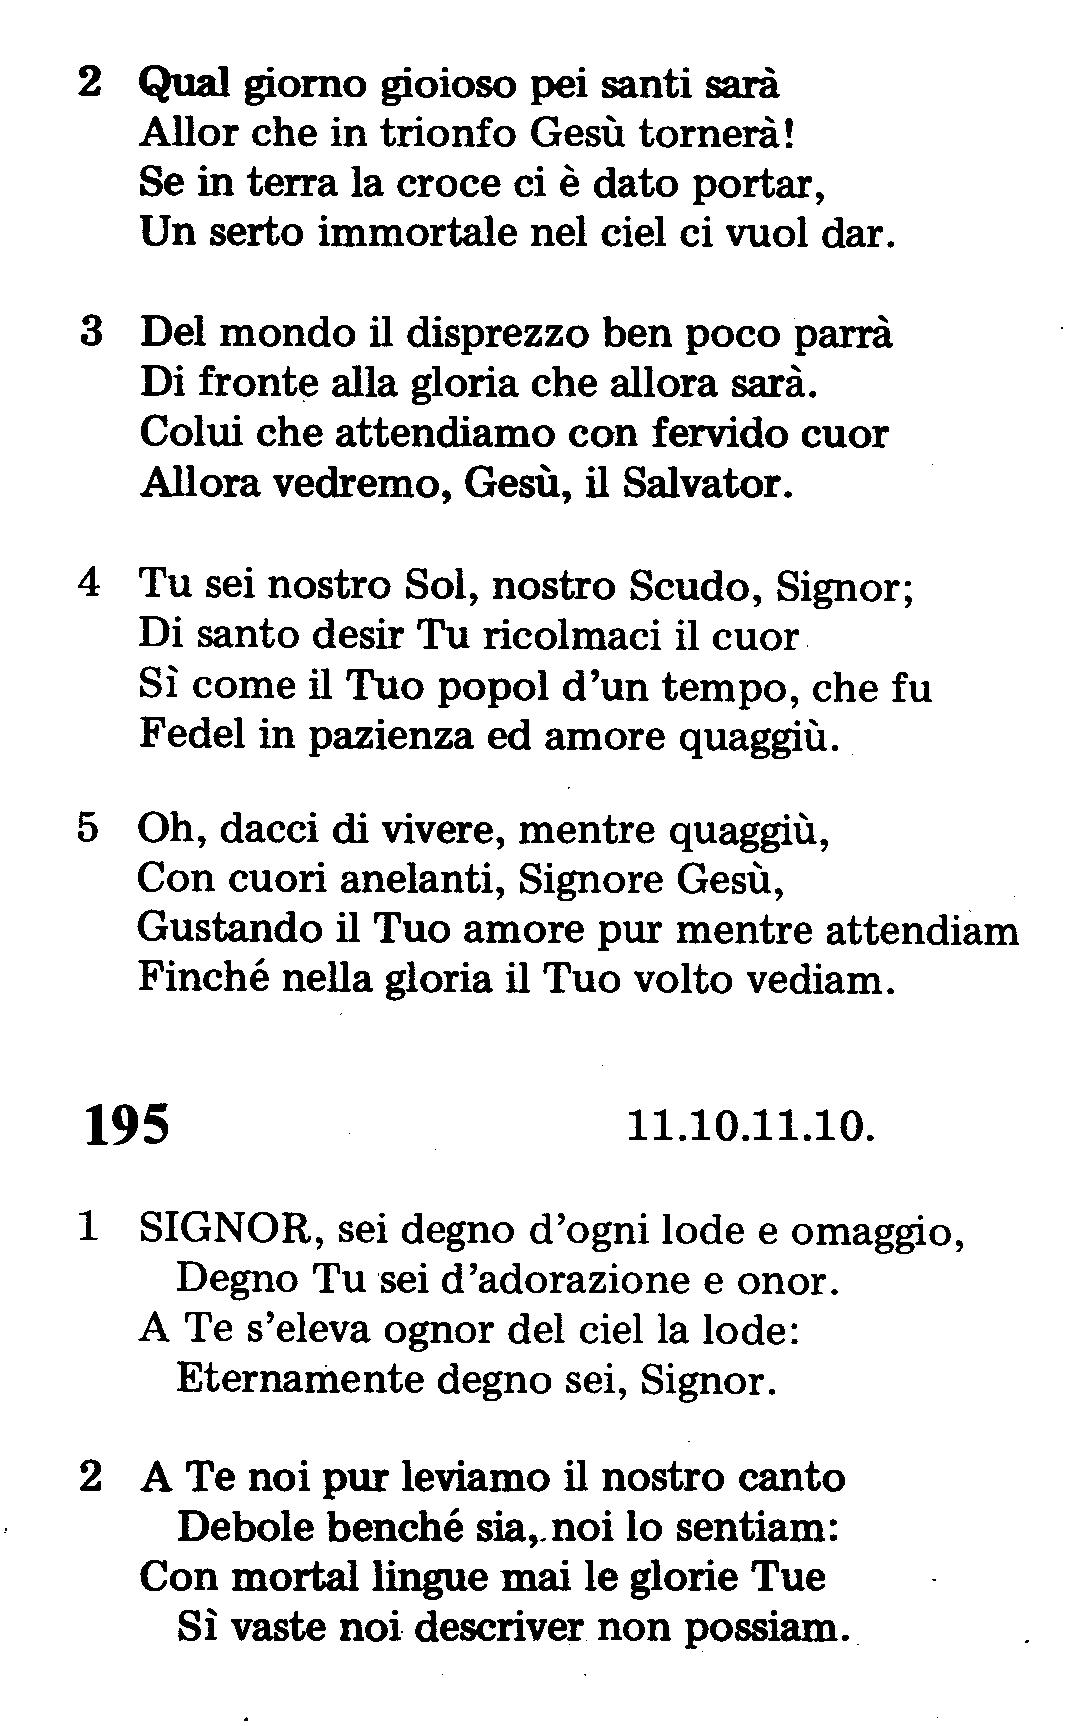 2 Qual giorno gioioso pei santi sarà
Allor che in trionfo Gesù tornerà!
Se in terra la croce ci è dato portar,
Un serto immortale nel ciel ci vuol dar.
3 Del mondo il disprezzo ben poco parrà
Di fronte alla gloria che allora sarà.
Colui che attendiamo con fervido cuor
Allora vedremo, Gesù, il Salvator.
4 Tu sei nostro Sol, nostro Scudo, Signor;
Di santo desir Tu ricolmaci il cuor
Sì come il Tuo popol d'un tempo, che fu
Fedel in pazienza ed amore quaggiù.
5 Oh, dacci di vivere, mentre quaggiù,
Con cuori anelanti, Signore Gesù,
Gustando il Tuo amore pur mentre attendiam
Finché nella gloria il Tuo volto vediam.
195 11.10.11.10.
1 SIGNOR, sei degno d'ogni lode e omaggio,
Degno Tu sei d'adorazione e onor.
A Te s'eleva ognor del ciel la lode:
Eternamente degno sei, Signor.
2 A Te noi pur leviamo il nostro canto
Debole benché sia, noi lo sentiam:
Con mortal lingue mai le glorie Tue
Sì vaste noi descriver non possiam.